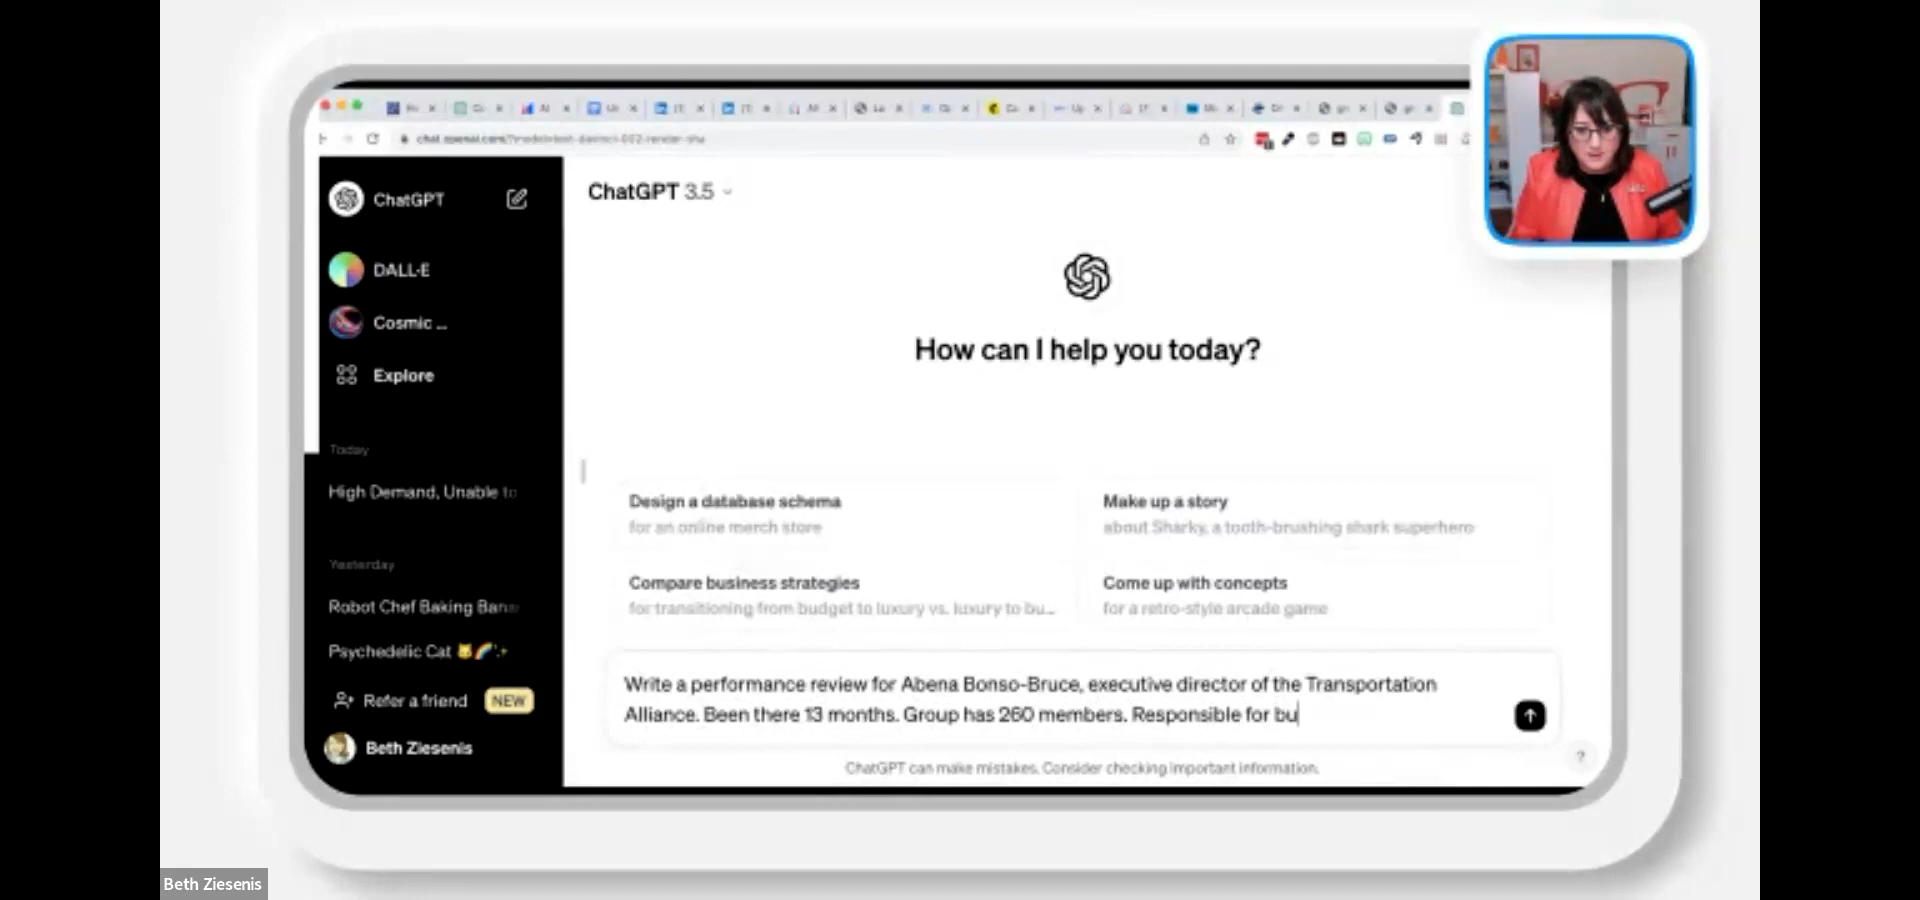 ChatGPT
DALL·E
Cosmic ...
Explore
Today
High Demand, Unable to
Yesterday
Robot Chef Baking Bana
Psychedelic Cat 🐱🌈✨
Refer a friend NEW
Beth Ziesenis
ChatGPT 3.5
How can I help you today?
Design a database schema
for an online merch store
Make up a story
about Sharky, a tooth-brushing shark superhero
Compare business strategies
for transitioning from budget to luxury vs. luxury to bu...
Come up with concepts
for a retro-style arcade game
Write a performance review for Abena Bonso-Bruce, executive director of the Transportation
Alliance. Been there 13 months. Group has 260 members. Responsible for bu
ChatGPT can make mistakes. Consider checking important information.
?
Beth Ziesenis